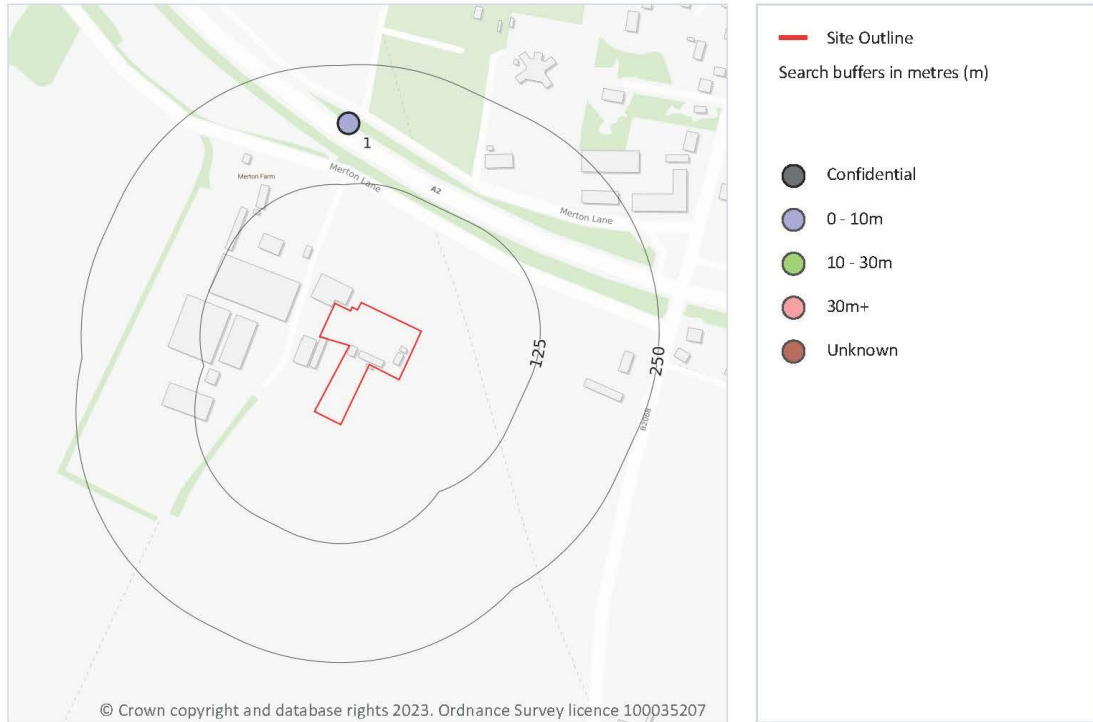 1
Merton Lane
Merton Farm
A2
Merton Lane
125
250
B2068
© Crown copyright and database rights 2023. Ordnance Survey licence 100035207
Site Outline
Search buffers in metres (m)
Confidential
0 - 10m
10 - 30m
30m+
Unknown